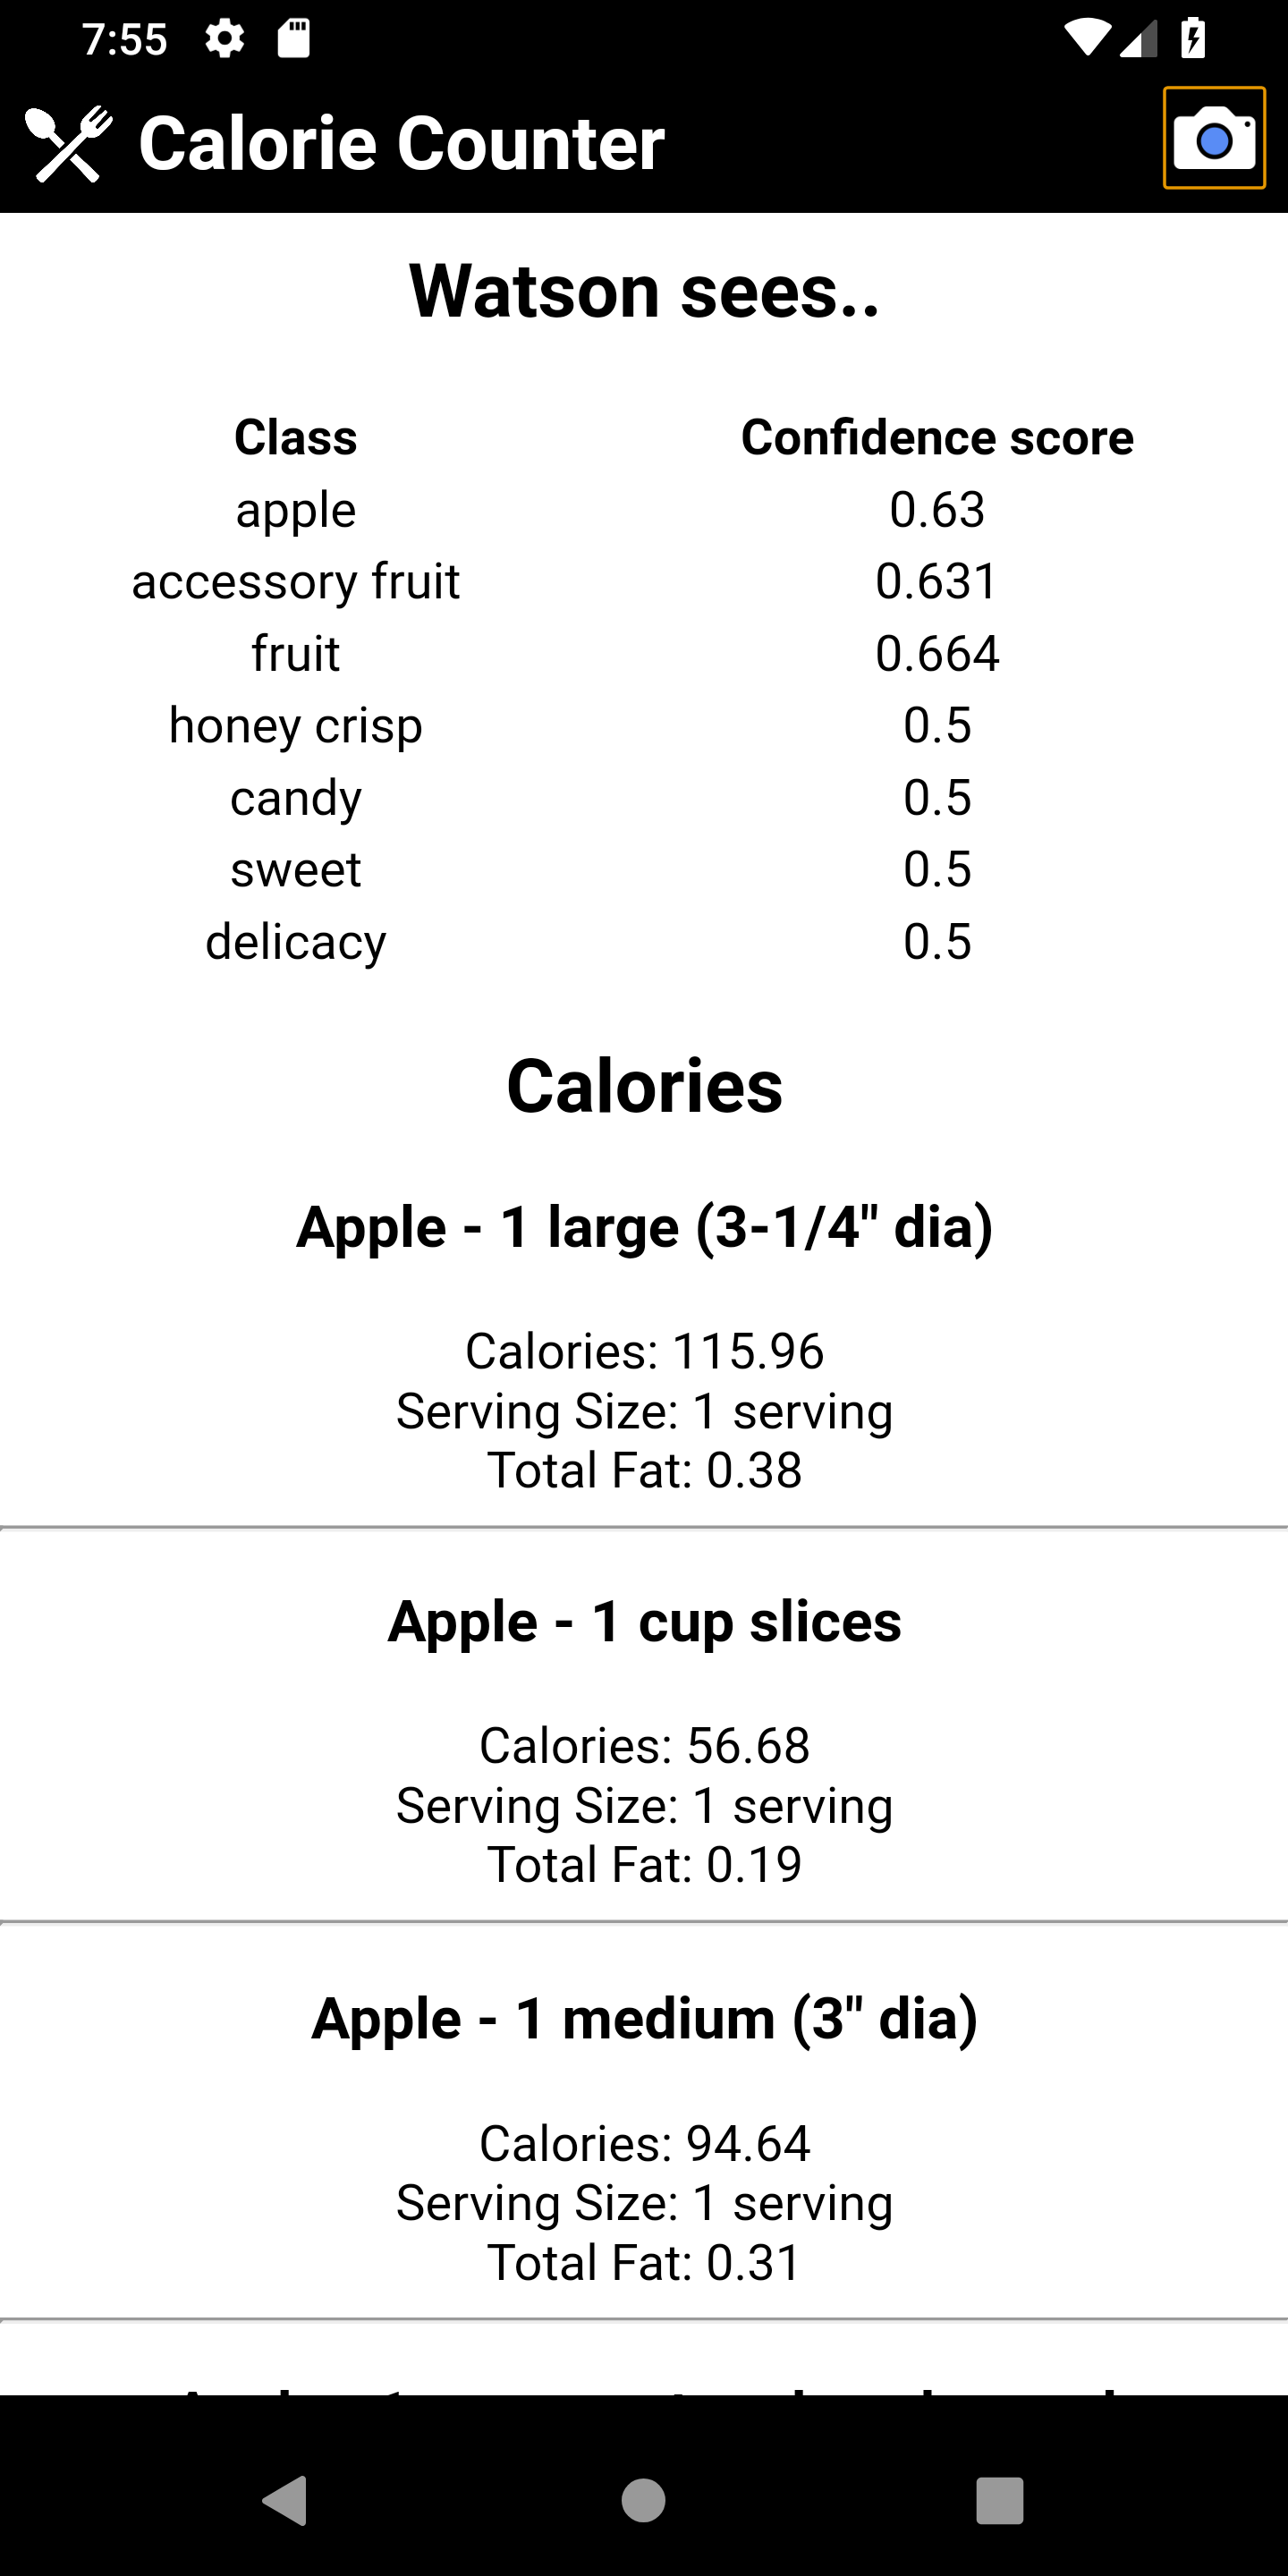 7:55
Calorie Counter
Watson sees..
Class Confidence score
apple 0.63
accessory fruit 0.631
fruit 0.664
honey crisp 0.5
candy 0.5
sweet 0.5
delicacy 0.5
Calories
Apple - 1 large (3-1/4" dia)
Calories: 115.96
Serving Size: 1 serving
Total Fat: 0.38
Apple - 1 cup slices
Calories: 56.68
Serving Size: 1 serving
Total Fat: 0.19
Apple - 1 medium (3" dia)
Calories: 94.64
Serving Size: 1 serving
Total Fat: 0.31